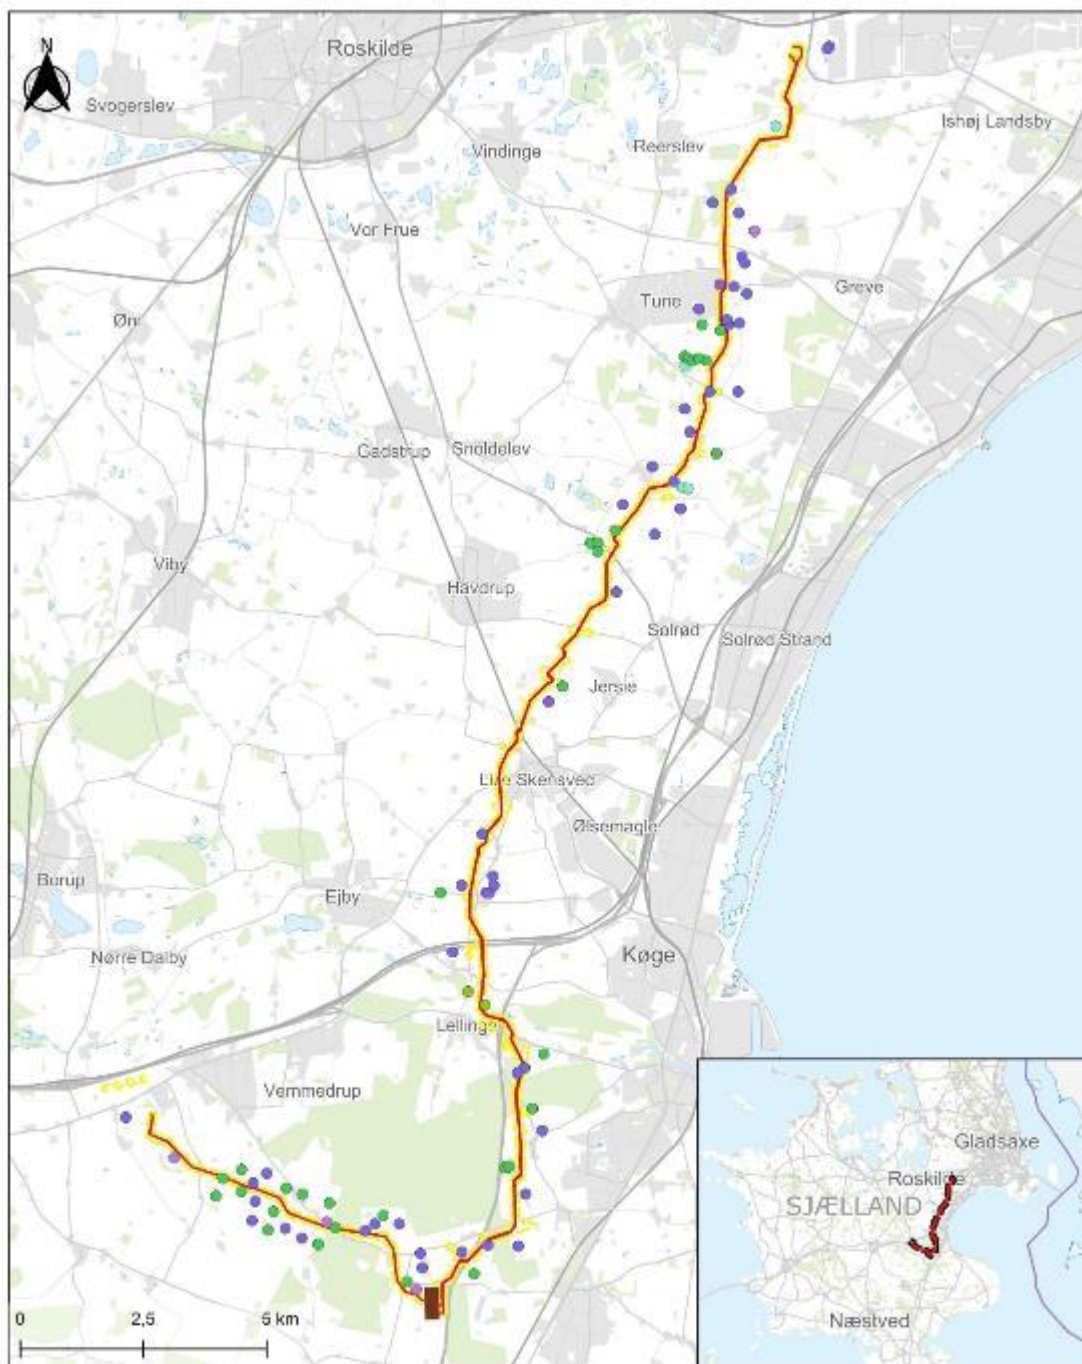 N
Roskilde
Svogerslev
Vindinge
Reerslev
Ishøj Landsby
Vor Frue
Tune
Greve
Gadstrup
Snoldelev
Viby
Havdrup
Solrød
Solrød Strand
Jersie
Lille Skensved
Ølsemagle
Borup
Ejby
Nørre Dalby
Køge
Lellinge
Vemmedrup
0
2,5
5 km
Gladsaxe
Roskilde
SJÆLLAND
Næstved